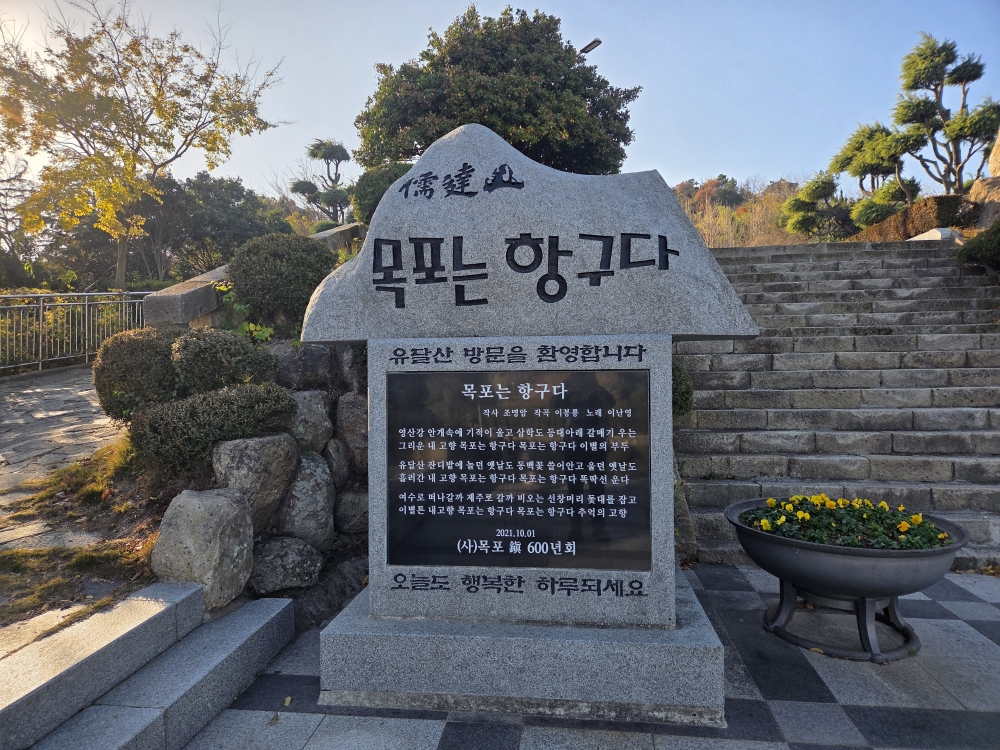 儒達山
목포는 항구다
유달산 방문을 환영합니다
목포는 항구다
작사 조명암 작곡 이봉룡 노래 이난영
영산강 안개속에 기적이 울고 삼학도 등대아래 갈매기 우는
그리운 내 고향 목포는 항구다 목포는 항구다 이별의 부두
유달산 잔디밭에 놀던 옛날도 동백꽃 쓸어안고 울던 옛날도
흘러간 내 고향 목포는 항구다 목포는 항구다 똑딱선 운다
여수로 떠나갈까 제주로 갈까 비오는 선창머리 돛대를 잡고
이별튼 내고향 목포는 항구다 목포는 항구다 추억의 고향
2021.10.01
(사)목포 鎭 600년회
오늘도 행복한 하루되세요